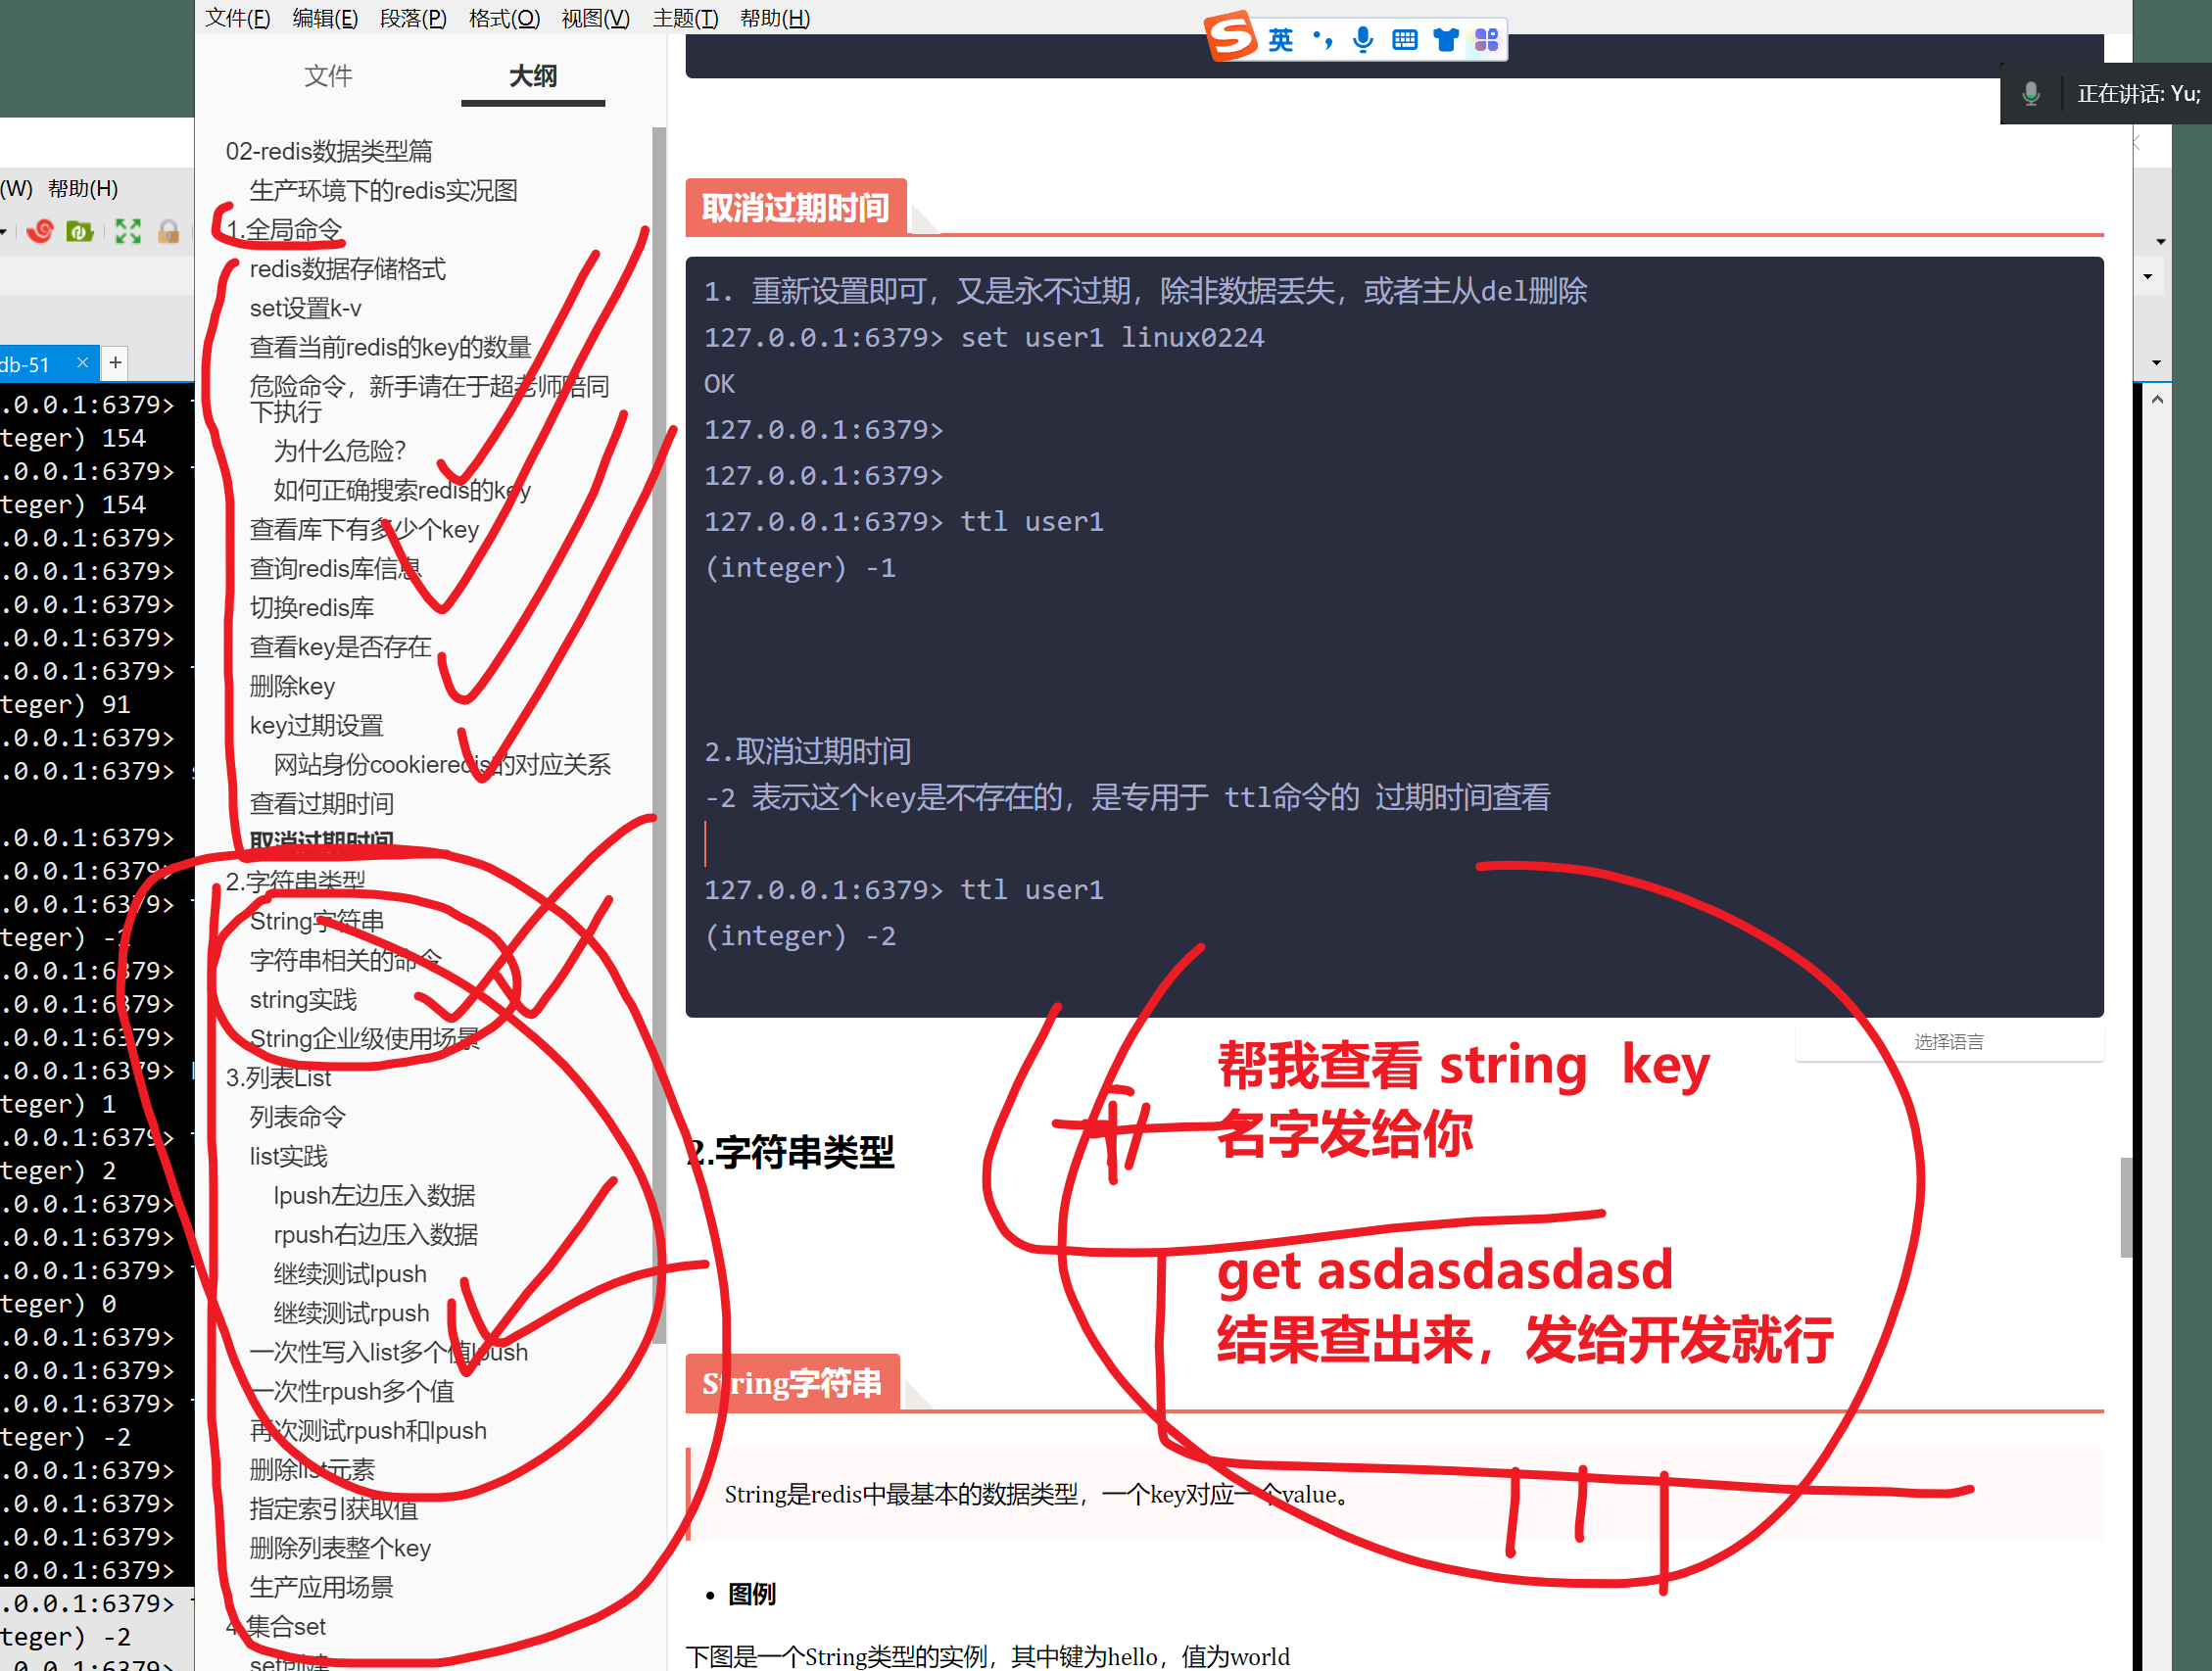 文件(F) 编辑(E) 段落(P) 格式(O) 视图(V) 主题(T) 帮助(H)
英
正在讲话: Yu;
(W) 帮助(H)
db-51
.0.0.1:6379>
teger) 154
.0.0.1:6379>
teger) 154
.0.0.1:6379>
.0.0.1:6379>
.0.0.1:6379>
.0.0.1:6379>
.0.0.1:6379>
teger) 91
.0.0.1:6379>
.0.0.1:6379> s
.0.0.1:6379>
.0.0.1:6379>
.0.0.1:6379>
teger) -1
.0.0.1:6379>
.0.0.1:6379>
.0.0.1:6379>
.0.0.1:6379>
teger) 1
.0.0.1:6379>
teger) 2
.0.0.1:6379>
.0.0.1:6379>
.0.0.1:6379>
teger) 0
.0.0.1:6379>
.0.0.1:6379>
.0.0.1:6379>
teger) -2
.0.0.1:6379>
.0.0.1:6379>
.0.0.1:6379>
.0.0.1:6379>
.0.0.1:6379>
teger) -2
.0.0.1:6379>
文件 大纲
02-redis数据类型篇
生产环境下的redis实况图
1.全局命令
redis数据存储格式
set设置k-v
查看当前redis的key的数量
危险命令，新手请在于超老师陪同
下执行
为什么危险？
如何正确搜索redis的key
查看库下有多少个key
查询redis库信息
切换redis库
查看key是否存在
删除key
key过期设置
网站身份cookieredis的对应关系
查看过期时间
取消过期时间
2.字符串类型
String字符串
字符串相关的命令
string实践
String企业级使用场景
3.列表List
列表命令
list实践
lpush左边压入数据
rpush右边压入数据
继续测试lpush
继续测试rpush
一次性写入list多个值lpush
一次性rpush多个值
再次测试rpush和lpush
删除list元素
指定索引获取值
删除列表整个key
生产应用场景
4.集合set
set创建
取消过期时间
1. 重新设置即可，又是永不过期，除非数据丢失，或者主从del删除
127.0.0.1:6379> set user1 linux0224
OK
127.0.0.1:6379>
127.0.0.1:6379>
127.0.0.1:6379> ttl user1
(integer) -1
2.取消过期时间
-2 表示这个key是不存在的，是专用于 ttl命令的 过期时间查看
127.0.0.1:6379> ttl user1
(integer) -2
选择语言
帮我查看 string key
名字发给你
2.字符串类型
get asdasdasdasd
结果查出来，发给开发就行
String字符串
String是redis中最基本的数据类型，一个key对应一个value。
• 图例
下图是一个String类型的实例，其中键为hello，值为world